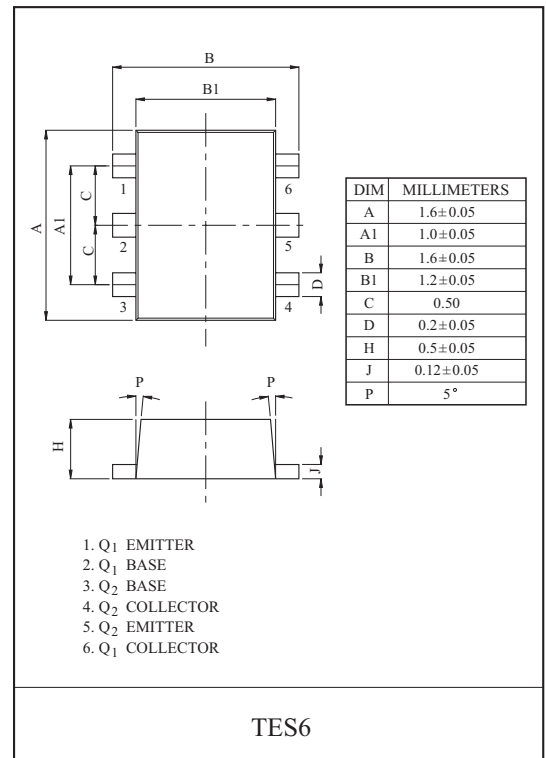 B
B1
A
A1
C
C
D
1
2
3
6
5
4
DIM MILLIMETERS
A 1.6±0.05
A1 1.0±0.05
B 1.6±0.05
B1 1.2±0.05
C 0.50
D 0.2±0.05
H 0.5±0.05
J 0.12±0.05
P 5°
P P
H
J
1. Q1 EMITTER
2. Q1 BASE
3. Q2 BASE
4. Q2 COLLECTOR
5. Q2 EMITTER
6. Q1 COLLECTOR
TES6